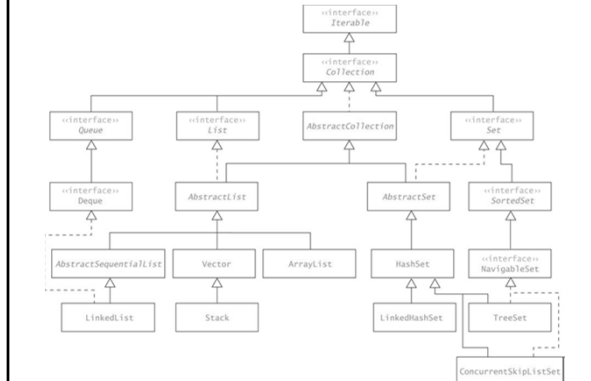 ‹‹interface››
Iterable
‹‹interface››
Collection
‹‹interface››
Queue
‹‹interface››
List
AbstractCollection
‹‹interface››
Set
‹‹interface››
Deque
AbstractList
AbstractSet
‹‹interface››
SortedSet
AbstractSequentialList
Vector
ArrayList
HashSet
‹‹interface››
NavigableSet
LinkedList
Stack
LinkedHashSet
TreeSet
ConcurrentSkipListSet